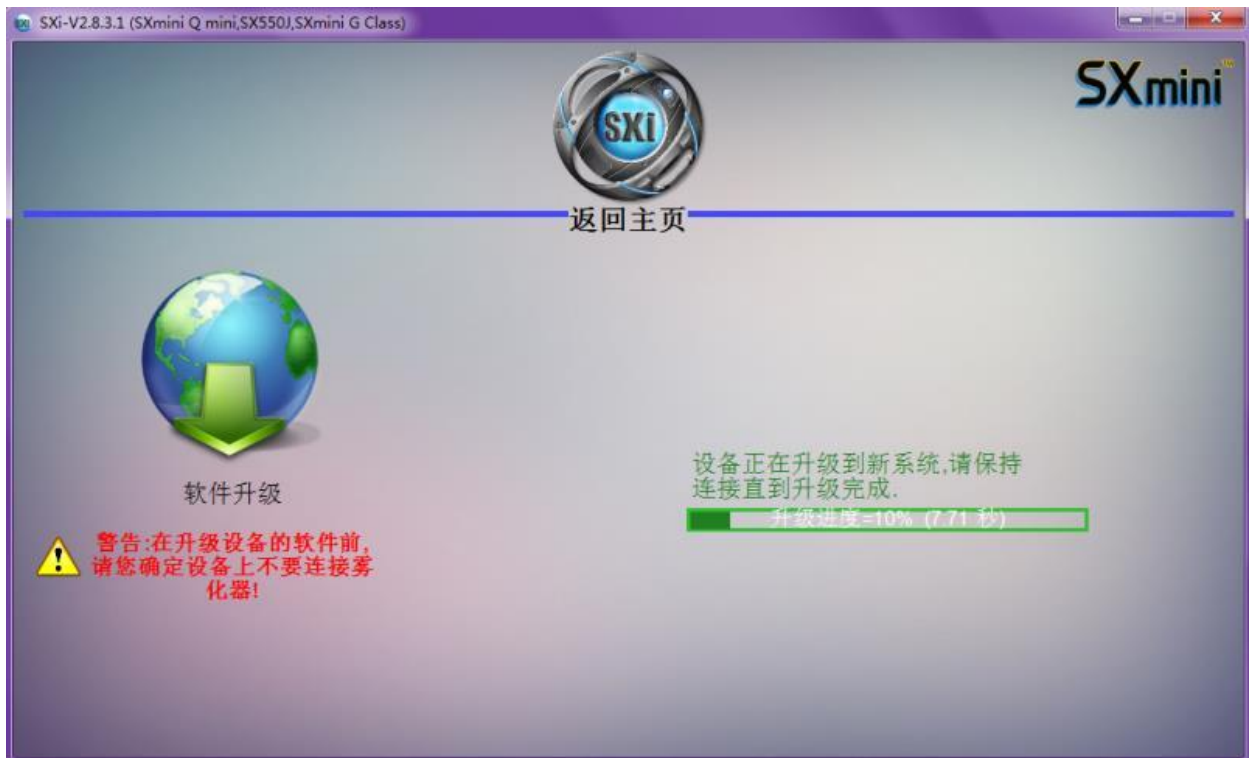 SXi-V2.8.3.1 (SXmini Q mini,SX550J,SXmini G Class)
SXi
SXmini™
返回主页
软件升级
警告:在升级设备的软件前,
请您确定设备上不要连接雾
化器!
设备正在升级到新系统,请保持
连接直到升级完成.
升级进度=10% (7.71 秒)